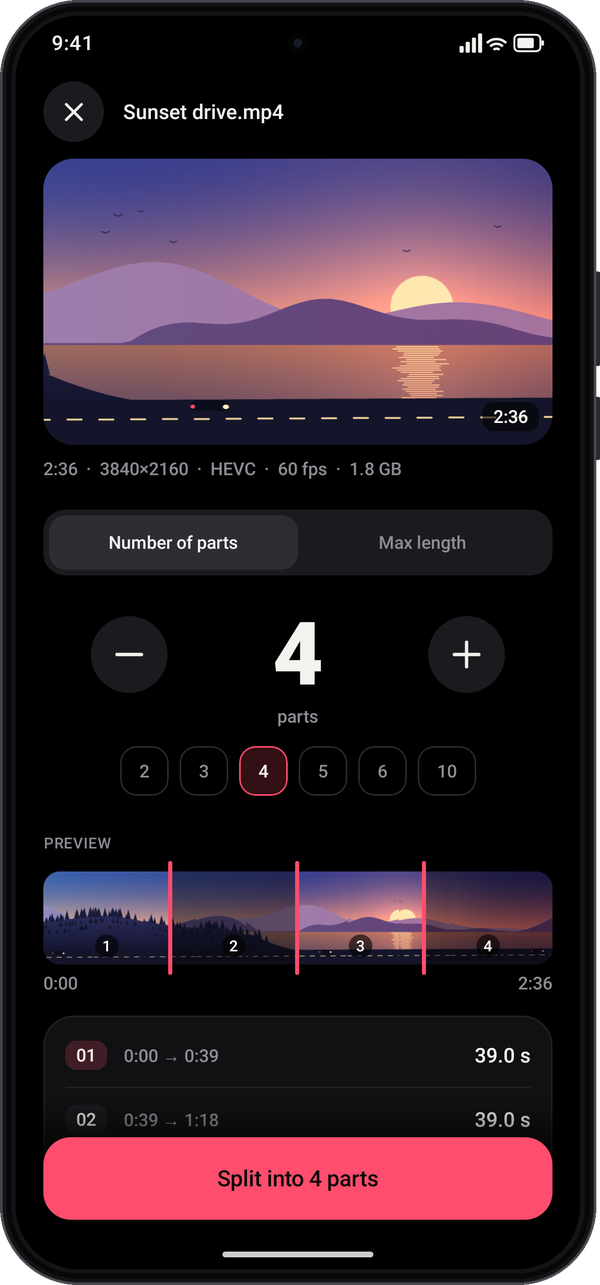 9:41
Sunset drive.mp4
2:36
2:36 · 3840×2160 · HEVC · 60 fps · 1.8 GB
Number of parts Max length
4
parts
2 3 4 5 6 10
PREVIEW
1 2 3 4
0:00 2:36
01 0:00 → 0:39 39.0 s
02 0:39 → 1:18 39.0 s
Split into 4 parts